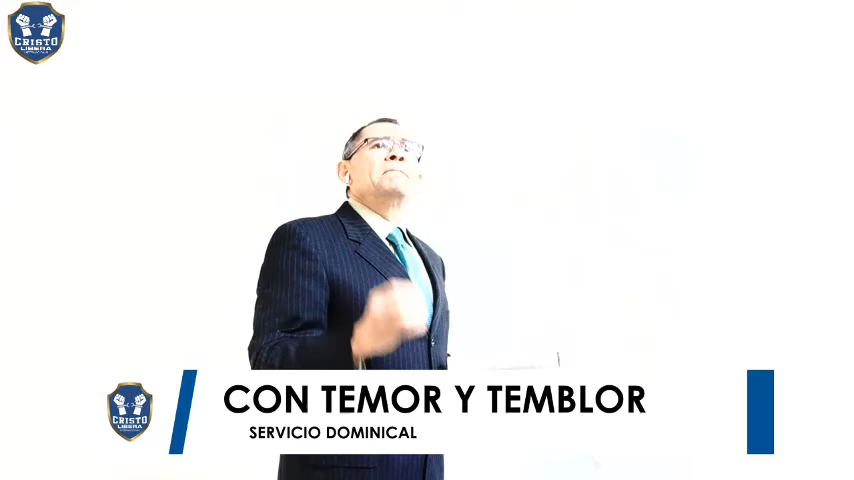 CRISTO
LIBERA
CON TEMOR Y TEMBLOR
SERVICIO DOMINICAL
CRISTO
LIBERA